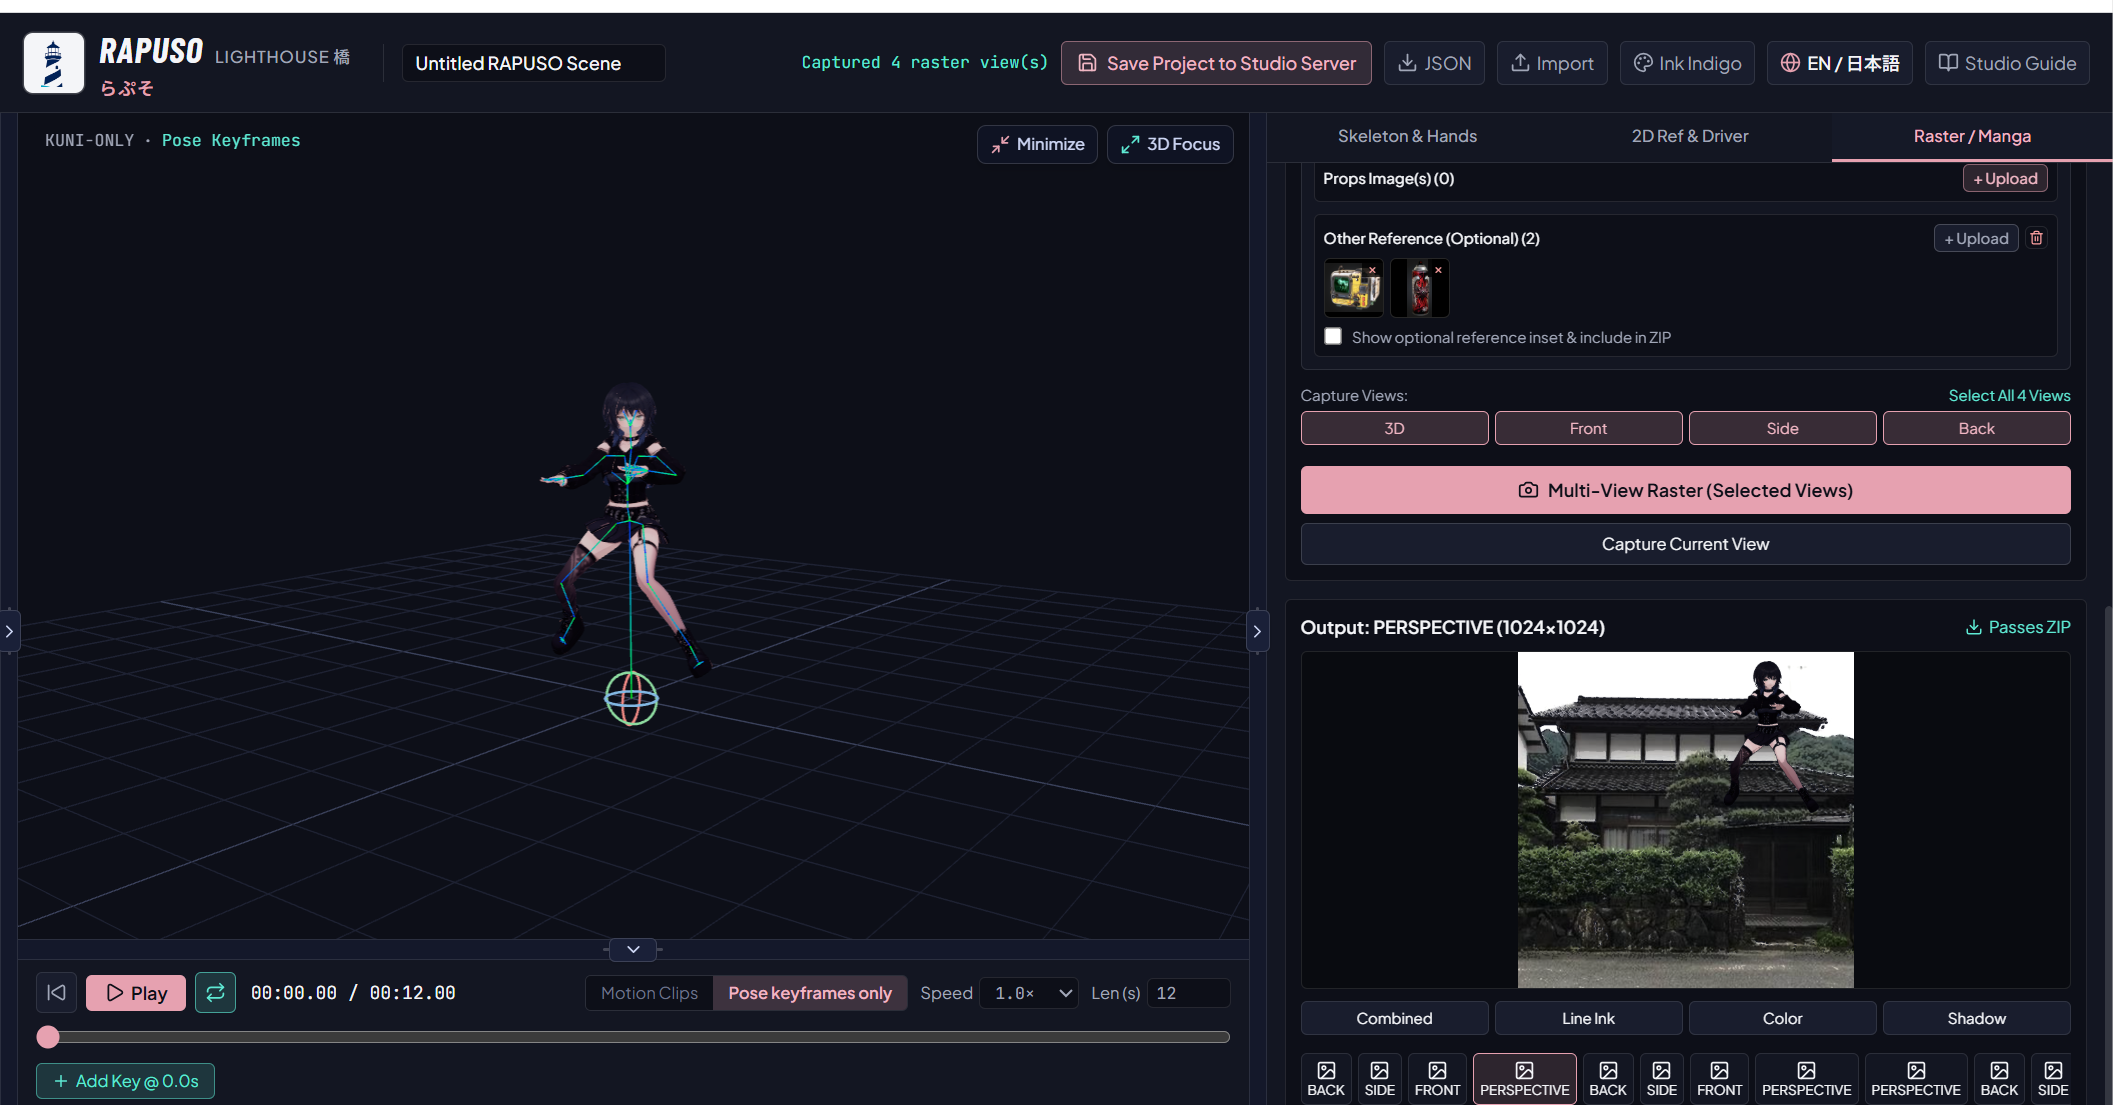 RAPUSO LIGHTHOUSE 橋
らぷそ
Untitled RAPUSO Scene
Captured 4 raster view(s)
Save Project to Studio Server
JSON
Import
Ink Indigo
EN / 日本語
Studio Guide
KUNI-ONLY · Pose Keyframes
Minimize
3D Focus
Skeleton & Hands
2D Ref & Driver
Raster / Manga
Props Image(s) (0)
+ Upload
Other Reference (Optional) (2)
+ Upload
Show optional reference inset & include in ZIP
Capture Views:
Select All 4 Views
3D
Front
Side
Back
Multi-View Raster (Selected Views)
Capture Current View
Output: PERSPECTIVE (1024×1024)
Passes ZIP
Combined
Line Ink
Color
Shadow
BACK
SIDE
FRONT
PERSPECTIVE
BACK
SIDE
FRONT
PERSPECTIVE
PERSPECTIVE
BACK
SIDE
Play
00:00.00 / 00:12.00
Motion Clips
Pose keyframes only
Speed
1.0×
Len (s)
12
+ Add Key @ 0.0s